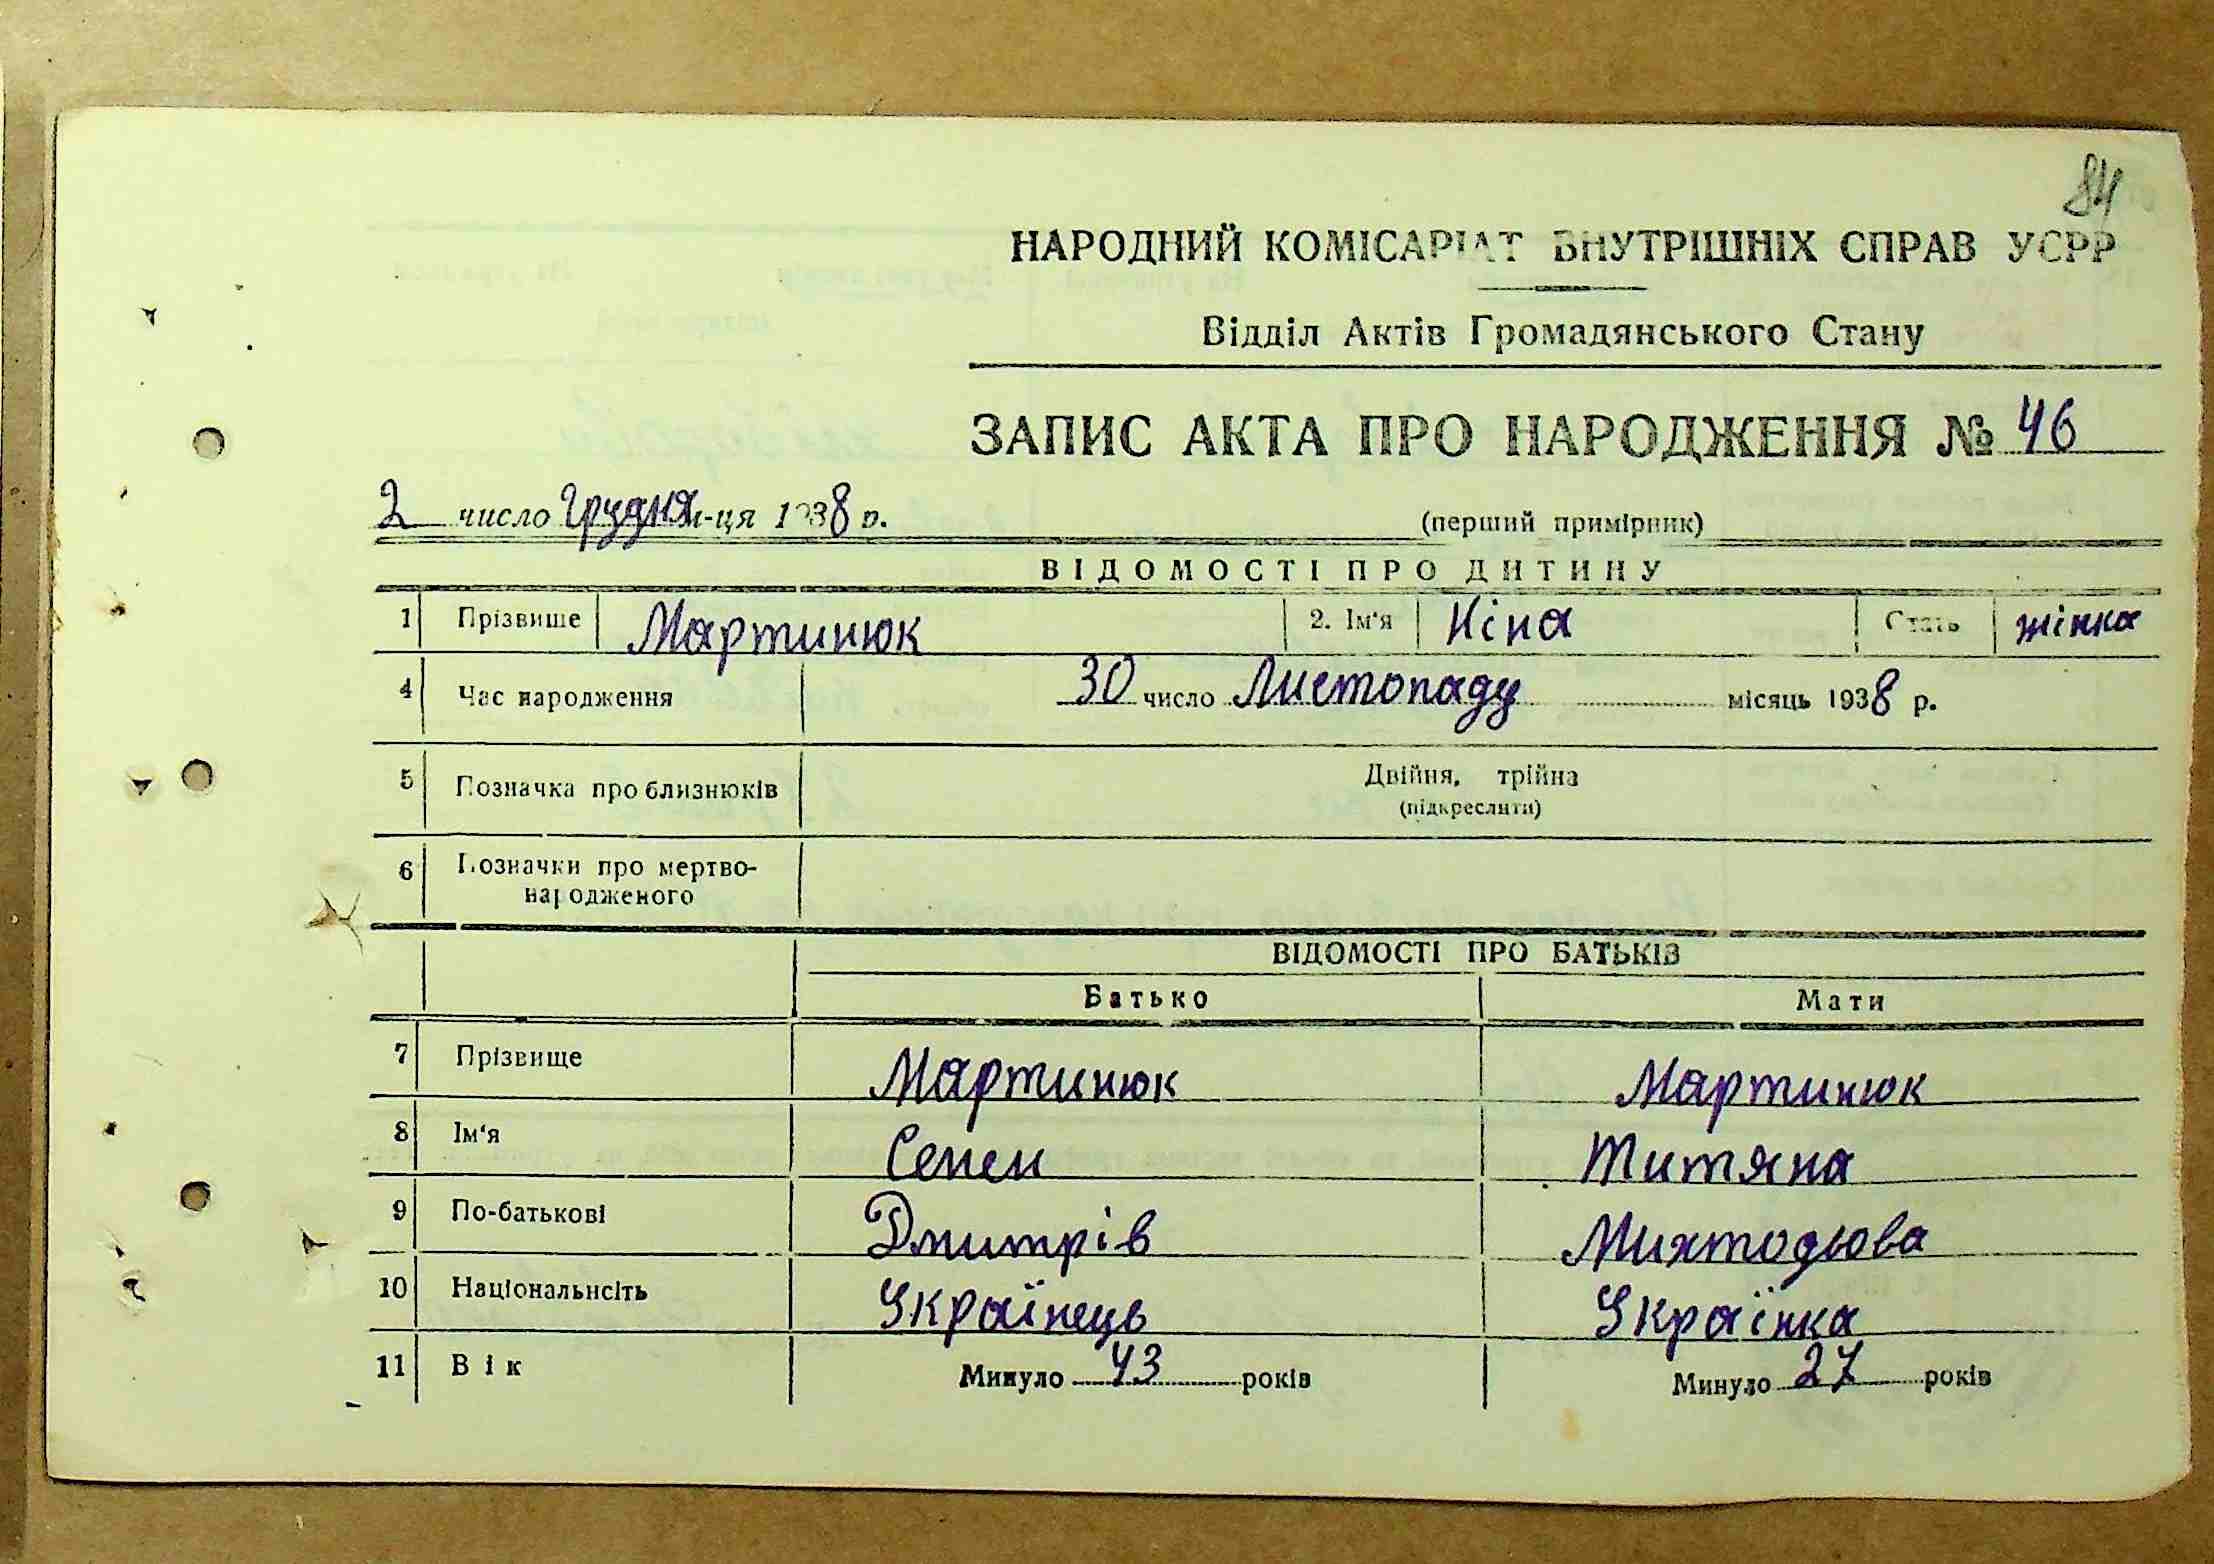 84
НАРОДНИЙ КОМІСАРІАТ ВНУТРІШНІХ СПРАВ УСРР
Відділ Актів Громадянського Стану
ЗАПИС АКТА ПРО НАРОДЖЕННЯ № 46
2 число Грудня м-ця 1938 р.
(перший примірник)
ВІДОМОСТІ ПРО ДИТИНУ
1 Прізвище Мартинюк 2. Ім'я Ніна Стать жінка
4 Час народження 30 число Листопаду місяць 1938 р.
5 Позначка про близнюків Двійня, трійна
(підкреслити)
6 Позначки про мертво-
народженого
ВІДОМОСТІ ПРО БАТЬКІВ
Батько Мати
7 Прізвище Мартинюк Мартинюк
8 Ім'я Семен Титяна
9 По-батькові Дмитрів Михтодьова
10 Національнсіть Українець Українка
11 Вік Минуло 43 років Минуло 27 років